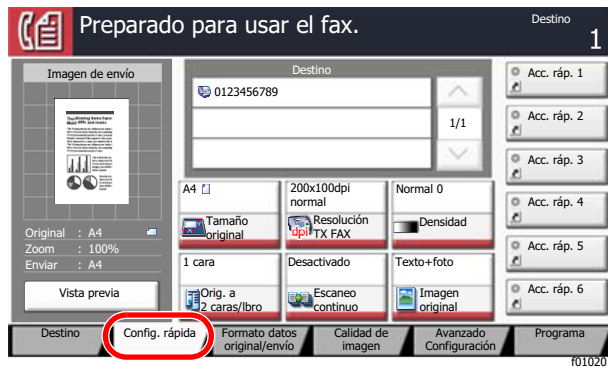 Preparado para usar el fax.
Destino
1
Imagen de envío
Original : A4
Zoom : 100%
Enviar : A4
Vista previa
Destino
0123456789
1/1
A4
Tamaño
original
200x100dpi
normal
dpi
Resolución
TX FAX
Normal 0
Densidad
1 cara
Orig. a
2 caras/lbro
Desactivado
Escaneo
continuo
Texto+foto
Imagen
original
Acc. ráp. 1
Acc. ráp. 2
Acc. ráp. 3
Acc. ráp. 4
Acc. ráp. 5
Acc. ráp. 6
Destino
Config. rápida
Formato datos
original/envío
Calidad de
imagen
Avanzado
Configuración
Programa
f01020